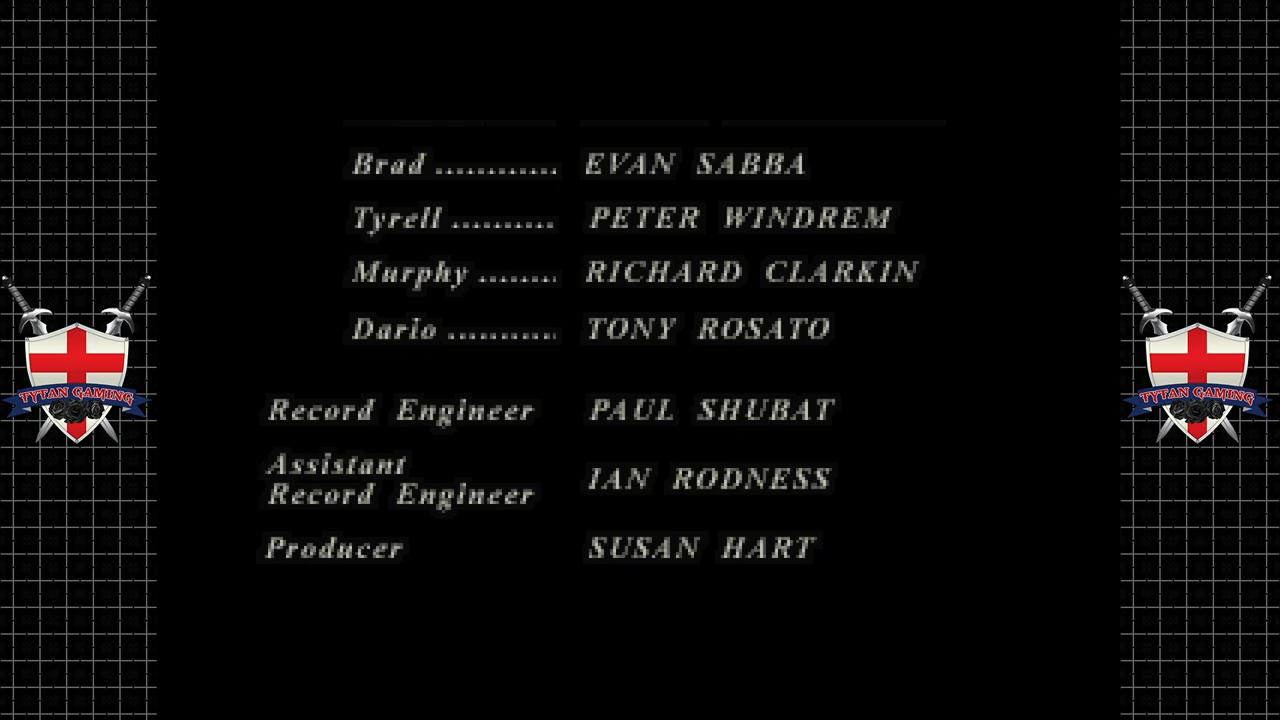 Brad ............ EVAN SABBA
Tyrell .......... PETER WINDREM
Murphy ........ RICHARD CLARKIN
Dario ........... TONY ROSATO
Record Engineer PAUL SHUBAT
Assistant
Record Engineer IAN RODNESS
Producer SUSAN HART
TYTAN GAMING
TYTAN GAMING